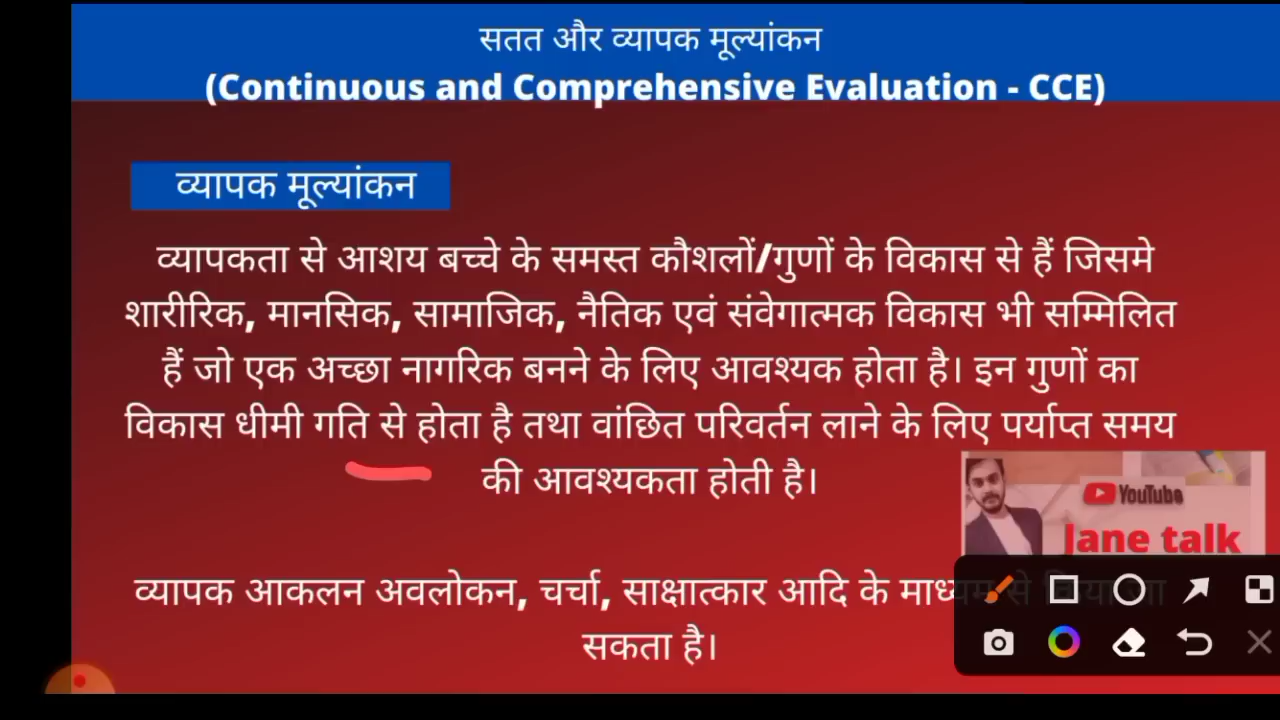 सतत और व्यापक मूल्यांकन
(Continuous and Comprehensive Evaluation - CCE)
व्यापक मूल्यांकन
व्यापकता से आशय बच्चे के समस्त कौशलों/गुणों के विकास से हैं जिसमे
शारीरिक, मानसिक, सामाजिक, नैतिक एवं संवेगात्मक विकास भी सम्मिलित
हैं जो एक अच्छा नागरिक बनने के लिए आवश्यक होता है। इन गुणों का
विकास धीमी गति से होता है तथा वांछित परिवर्तन लाने के लिए पर्याप्त समय
की आवश्यकता होती है।
YouTube
Jane talk
व्यापक आकलन अवलोकन, चर्चा, साक्षात्कार आदि के माध्यम से किया जा
सकता है।